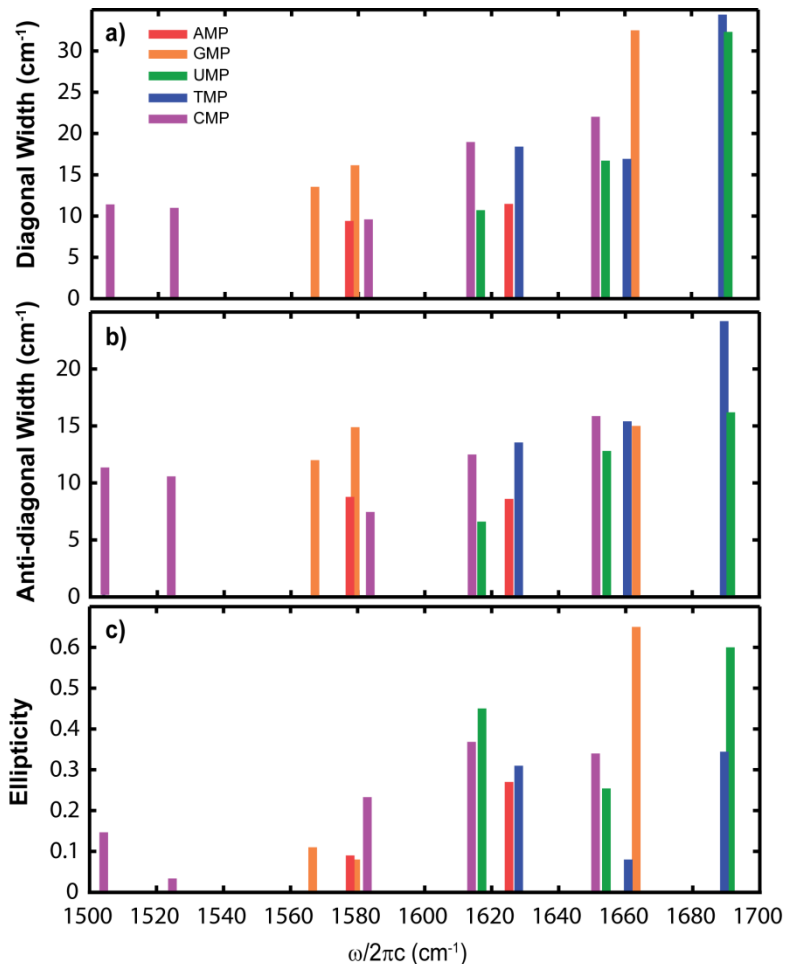 a)
AMP
GMP
UMP
TMP
CMP
Diagonal Width (cm⁻¹)
30
25
20
15
10
5
0
b)
Anti-diagonal Width (cm⁻¹)
20
15
10
5
0
c)
Ellipticity
0.6
0.5
0.4
0.3
0.2
0.1
0
1500 1520 1540 1560 1580 1600 1620 1640 1660 1680 1700
ω/2πc (cm⁻¹)